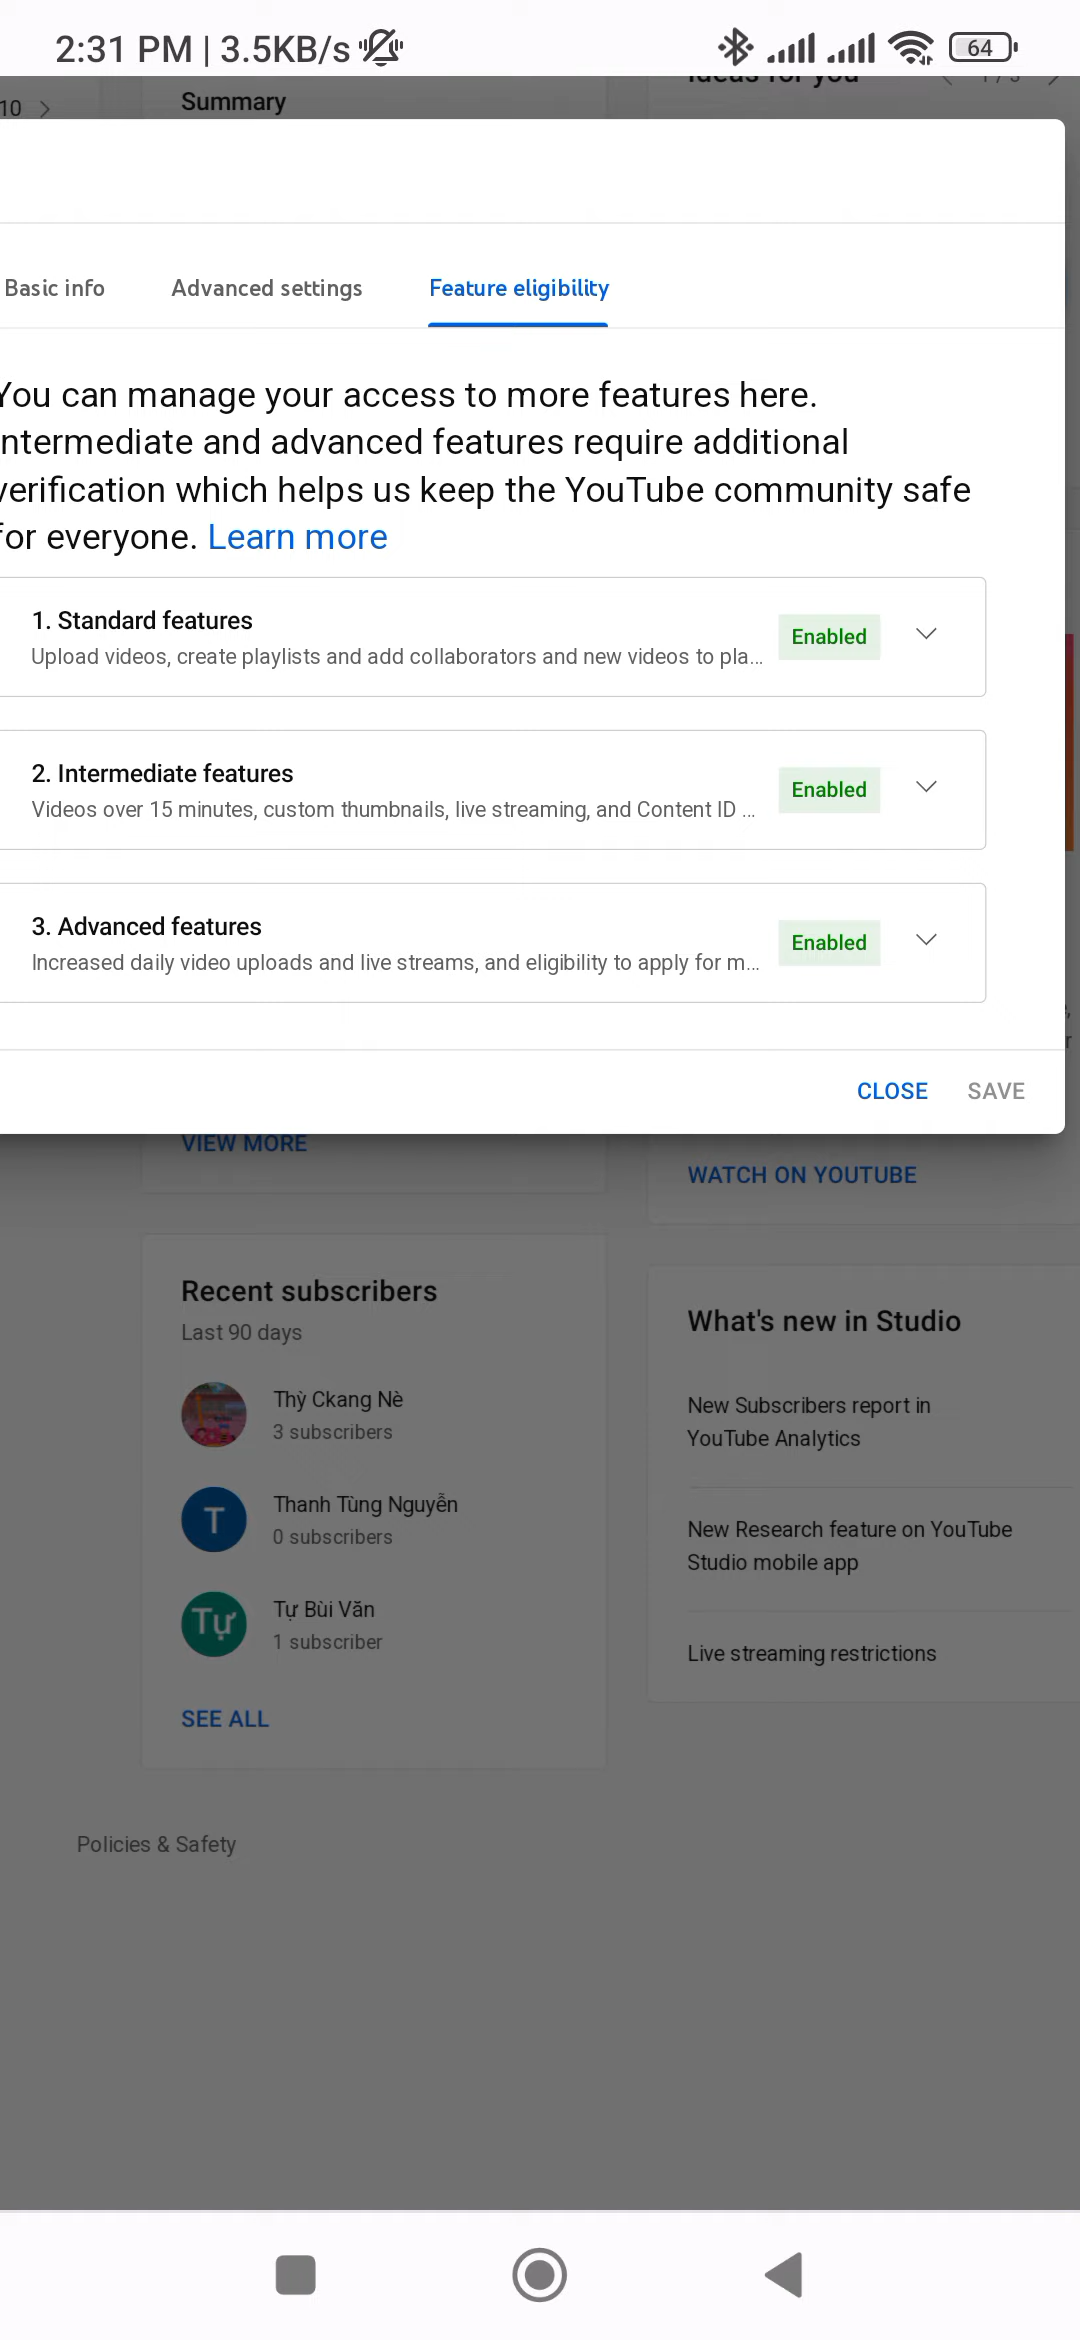 2:31 PM | 3.5KB/s
64
10
Summary
Ideas for you
Basic info
Advanced settings
Feature eligibility
You can manage your access to more features here.
Intermediate and advanced features require additional
verification which helps us keep the YouTube community safe
for everyone. Learn more
1. Standard features
Upload videos, create playlists and add collaborators and new videos to pla...
Enabled
2. Intermediate features
Videos over 15 minutes, custom thumbnails, live streaming, and Content ID ...
Enabled
3. Advanced features
Increased daily video uploads and live streams, and eligibility to apply for m...
Enabled
CLOSE
SAVE
VIEW MORE
WATCH ON YOUTUBE
Recent subscribers
Last 90 days
Thỳ Ckang Nè
3 subscribers
T
Thanh Tùng Nguyễn
0 subscribers
Tự
Tự Bùi Văn
1 subscriber
SEE ALL
What's new in Studio
New Subscribers report in
YouTube Analytics
New Research feature on YouTube
Studio mobile app
Live streaming restrictions
Policies & Safety